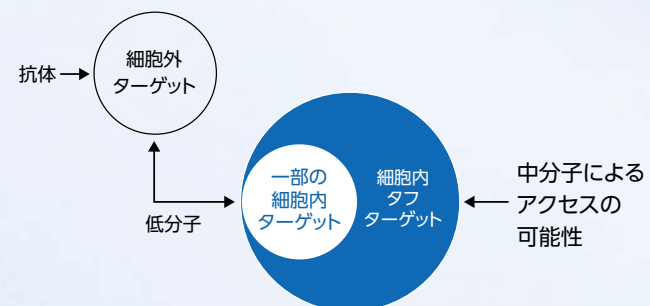 抗体
細胞外
ターゲット
低分子
一部の
細胞内
ターゲット
細胞内
タフ
ターゲット
中分子による
アクセスの
可能性